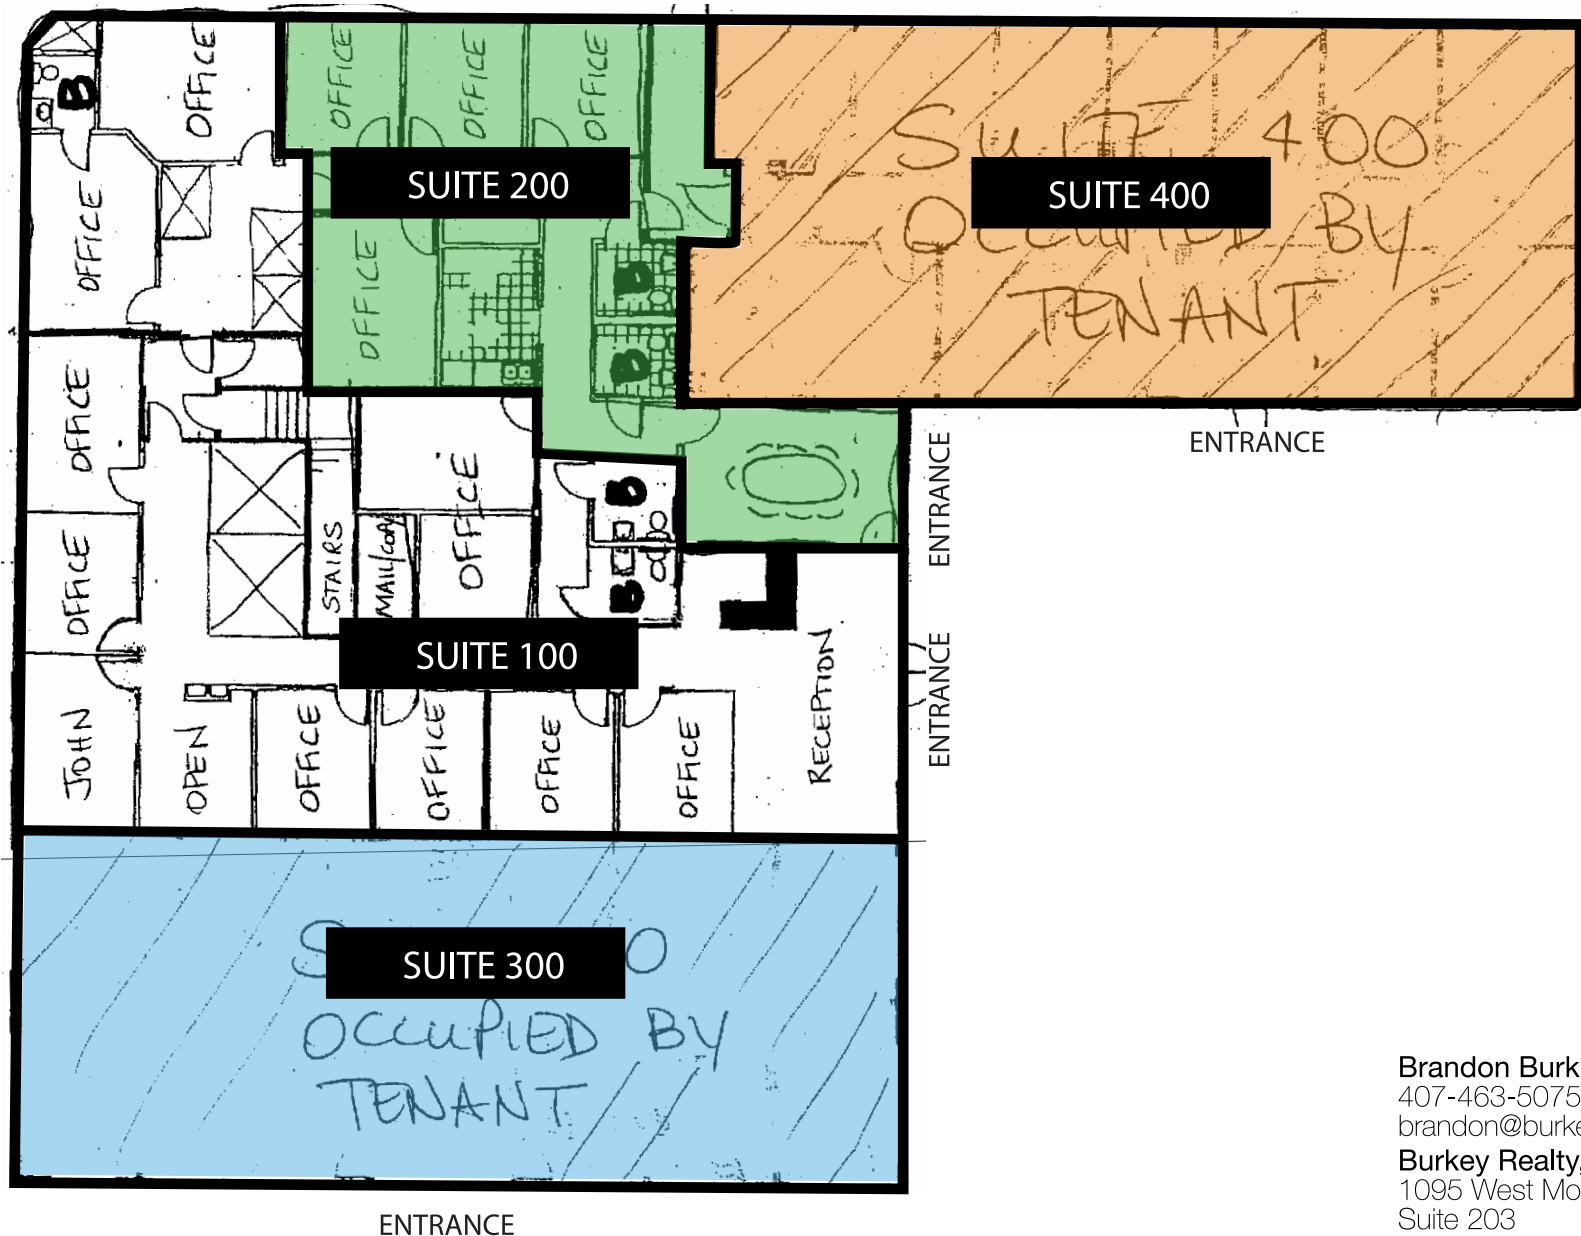 OFFICE
OFFICE
OFFICE
OFFICE
B
OFFICE
OFFICE
B
B
SUITE 200
SUITE 400
OCCUPIED BY
TENANT
SUITE 400
ENTRANCE
ENTRANCE
ENTRANCE
OFFICE
OFFICE
JOHN
OPEN
STAIRS
MAIL/COPY
OFFICE
OFFICE
B
B
SUITE 100
OFFICE
OFFICE
OFFICE
OFFICE
RECEPTION
SUITE 300
OCCUPIED BY
TENANT
ENTRANCE
Brandon Burk
407-463-5075
brandon@burke
Burkey Realty,
1095 West Mo
Suite 203